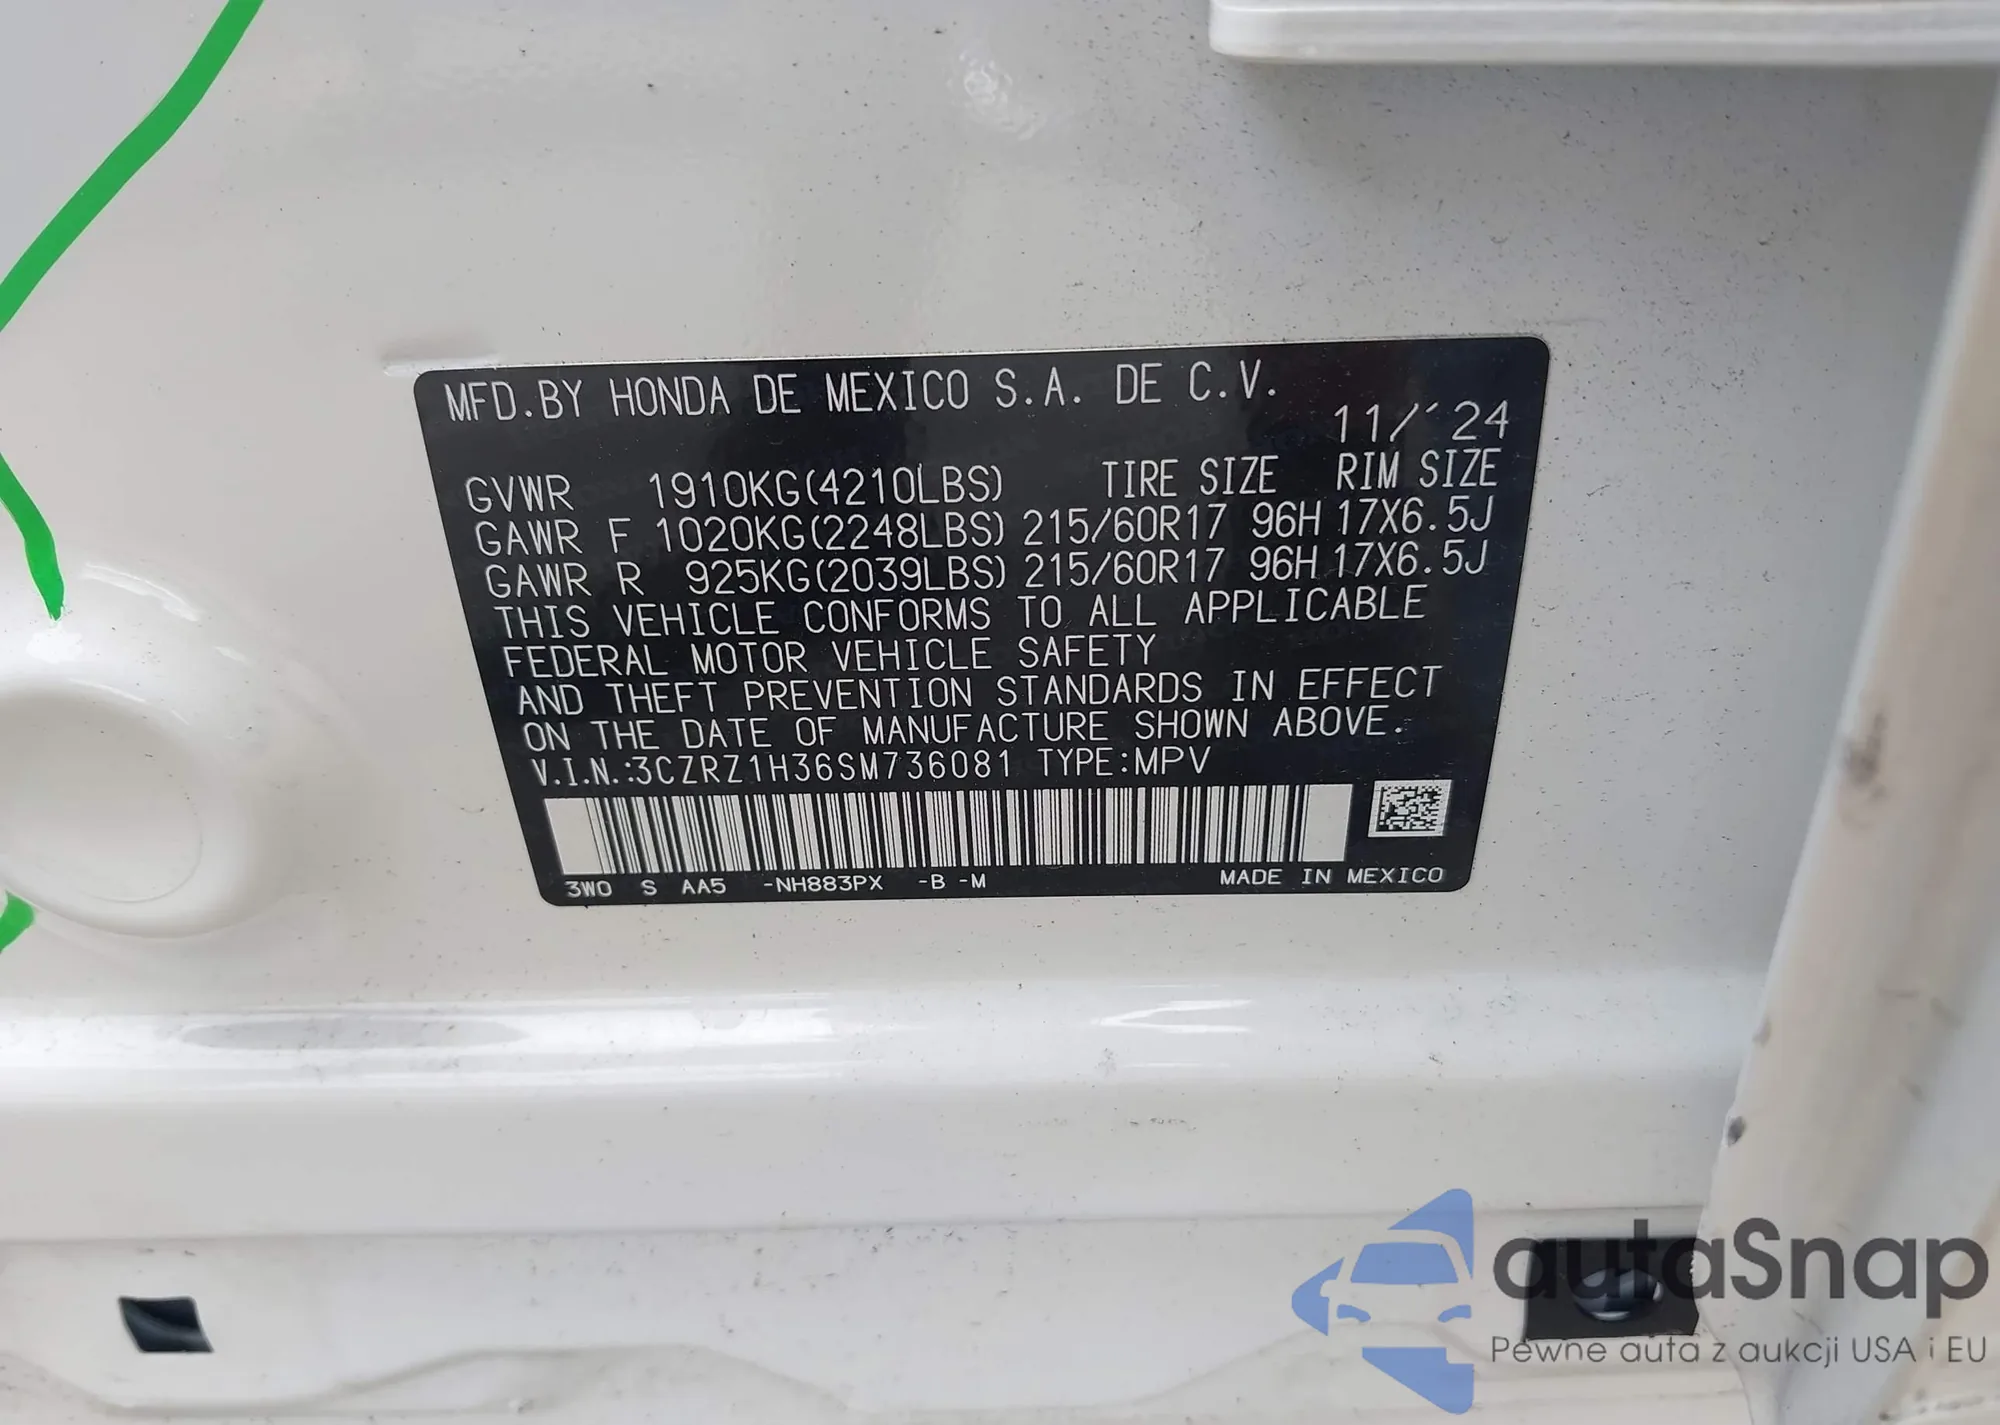 MFD.BY HONDA DE MEXICO S.A. DE C.V.
11/´24
GVWR 1910KG(4210LBS) TIRE SIZE RIM SIZE
GAWR F 1020KG(2248LBS) 215/60R17 96H 17X6.5J
GAWR R 925KG(2039LBS) 215/60R17 96H 17X6.5J
THIS VEHICLE CONFORMS TO ALL APPLICABLE
FEDERAL MOTOR VEHICLE SAFETY
AND THEFT PREVENTION STANDARDS IN EFFECT
ON THE DATE OF MANUFACTURE SHOWN ABOVE.
V.I.N.:3CZRZ1H36SM736081 TYPE:MPV
3W0 S AA5 -NH883PX -B -M MADE IN MEXICO
autaSnap
Pewne auta z aukcji USA i EU